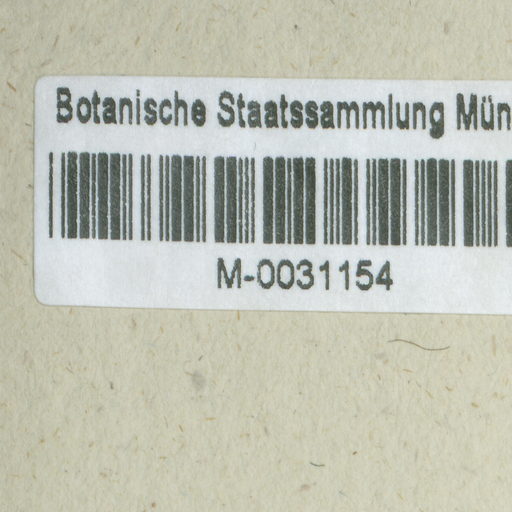 Botanische Staatssammlung Mün
M-0031154